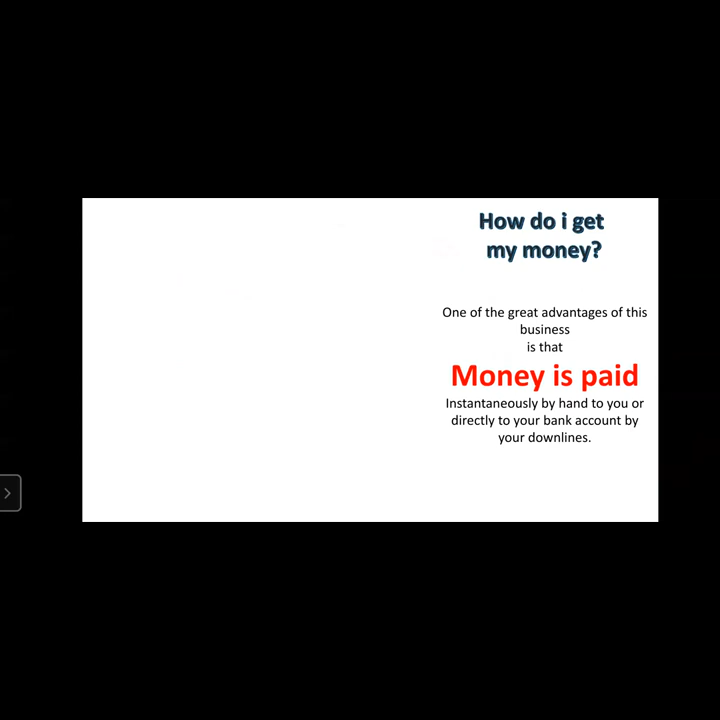 How do i get
my money?
One of the great advantages of this
business
is that
Money is paid
Instantaneously by hand to you or
directly to your bank account by
your downlines.